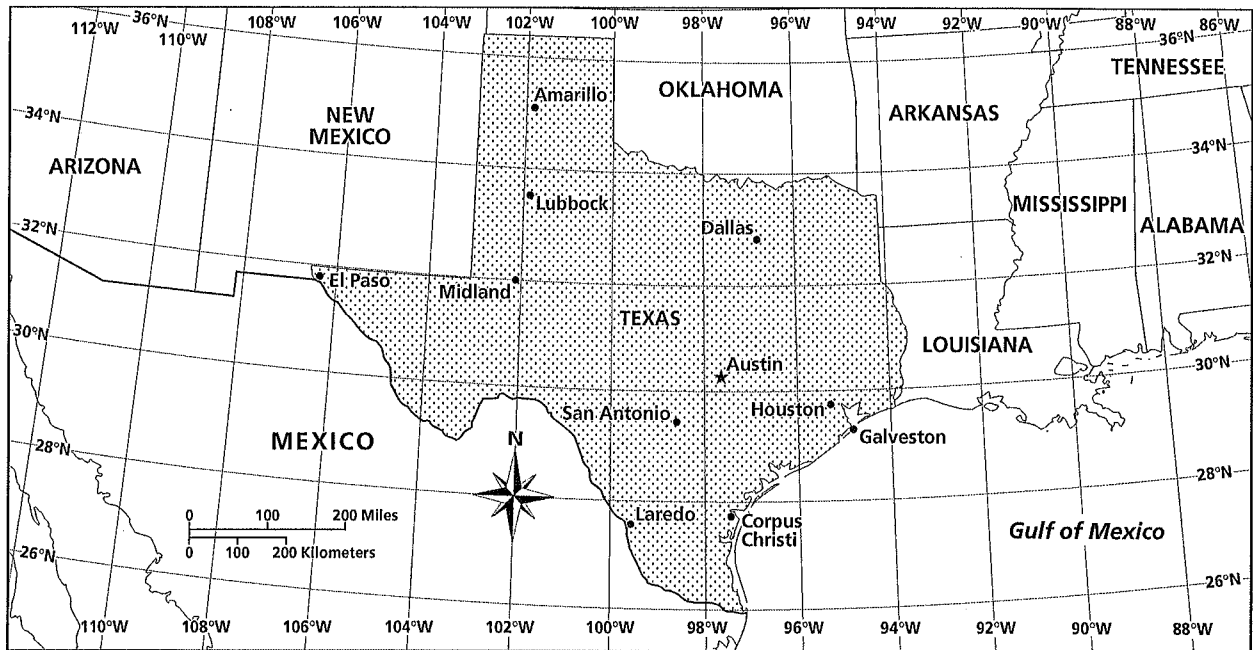 112°W
110°W
36°N
108°W
106°W
104°W
102°W
100°W
98°W
96°W
94°W
92°W
90°W
88°W
36°N
86°W
TENNESSEE
Amarillo
OKLAHOMA
ARKANSAS
34°N
NEW
MEXICO
34°N
ARIZONA
Lubbock
MISSISSIPPI
Dallas
ALABAMA
32°N
32°N
El Paso
Midland
TEXAS
30°N
LOUISIANA
Austin
30°N
San Antonio
Houston
Galveston
MEXICO
N
28°N
28°N
0 100 200 Miles
0 100 200 Kilometers
Laredo
Corpus
Christi
Gulf of Mexico
26°N
26°N
110°W
108°W
106°W
104°W
102°W
100°W
98°W
96°W
94°W
92°W
90°W
88°W